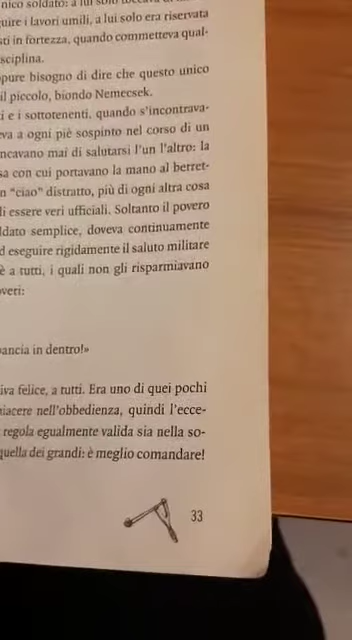 nico soldato: a lui solo
uire i lavori umili, a lui solo era riservata
sti in fortezza, quando commetteva qual-
sciplina.
pure bisogno di dire che questo unico
il piccolo, biondo Nemecsek.
i e i sottotenenti, quando s'incontrava-
eva a ogni piè sospinto nel corso di un
ncavano mai di salutarsi l'un l'altro: la
sa con cui portavano la mano al berret-
n "ciao" distratto, più di ogni altra cosa
li essere veri ufficiali. Soltanto il povero
ldato semplice, doveva continuamente
d eseguire rigidamente il saluto militare
è a tutti, i quali non gli risparmiavano
veri:
pancia in dentro!»
iva felice, a tutti. Era uno di quei pochi
iacere nell'obbedienza, quindi l'ecce-
regola egualmente valida sia nella so-
quella dei grandi: è meglio comandare!
33